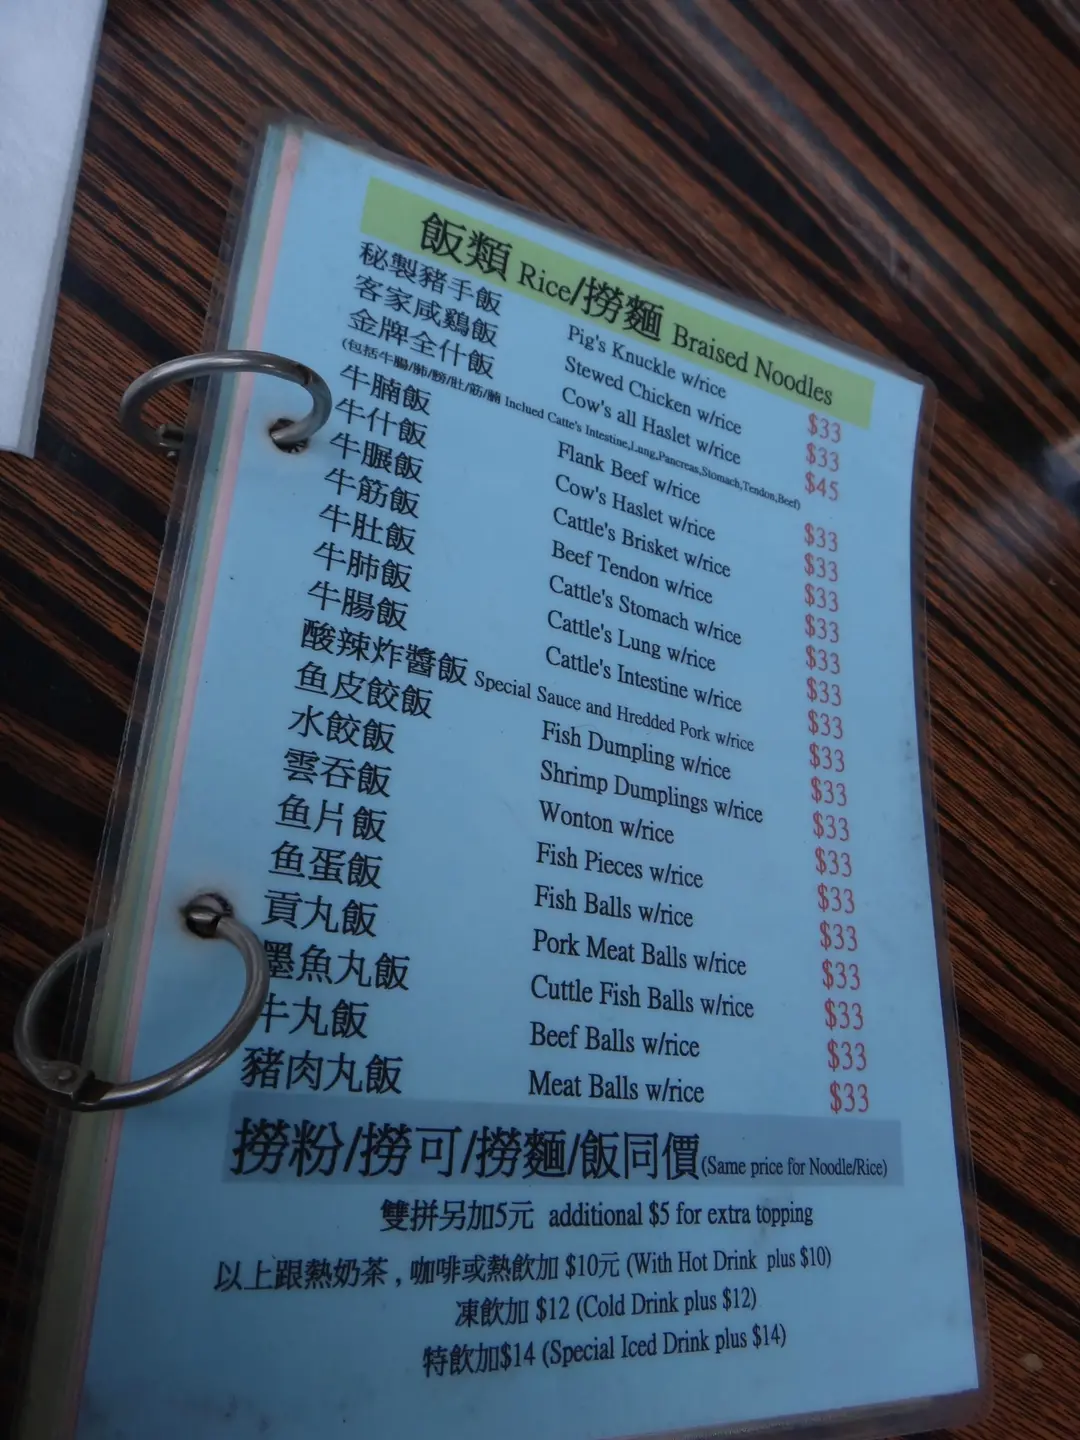 飯類 Rice/撈麵 Braised Noodles
秘製豬手飯 Pig's Knuckle w/rice $33
客家咸鷄飯 Stewed Chicken w/rice $33
金牌全什飯 Cow's all Haslet w/rice $45
(包括牛腸/肺/膀/肚/筋/腩 Inclued Catte's Intestine,Lung,Pancreas,Stomach,Tendon,Beef)
牛腩飯 Flank Beef w/rice $33
牛什飯 Cow's Haslet w/rice $33
牛𦟌飯 Cattle's Brisket w/rice $33
牛筋飯 Beef Tendon w/rice $33
牛肚飯 Cattle's Stomach w/rice $33
牛肺飯 Cattle's Lung w/rice $33
牛腸飯 Cattle's Intestine w/rice $33
酸辣炸醬飯 Special Sauce and Hredded Pork w/rice $33
鱼皮餃飯 Fish Dumpling w/rice $33
水餃飯 Shrimp Dumplings w/rice $33
雲吞飯 Wonton w/rice $33
鱼片飯 Fish Pieces w/rice $33
鱼蛋飯 Fish Balls w/rice $33
貢丸飯 Pork Meat Balls w/rice $33
墨魚丸飯 Cuttle Fish Balls w/rice $33
牛丸飯 Beef Balls w/rice $33
豬肉丸飯 Meat Balls w/rice $33
撈粉/撈可/撈麵/飯同價(Same price for Noodle/Rice)
雙拼另加5元 additional $5 for extra topping
以上跟熱奶茶 , 咖啡或熱飲加 $10元 (With Hot Drink plus $10)
凍飲加 $12 (Cold Drink plus $12)
特飲加$14 (Special Iced Drink plus $14)